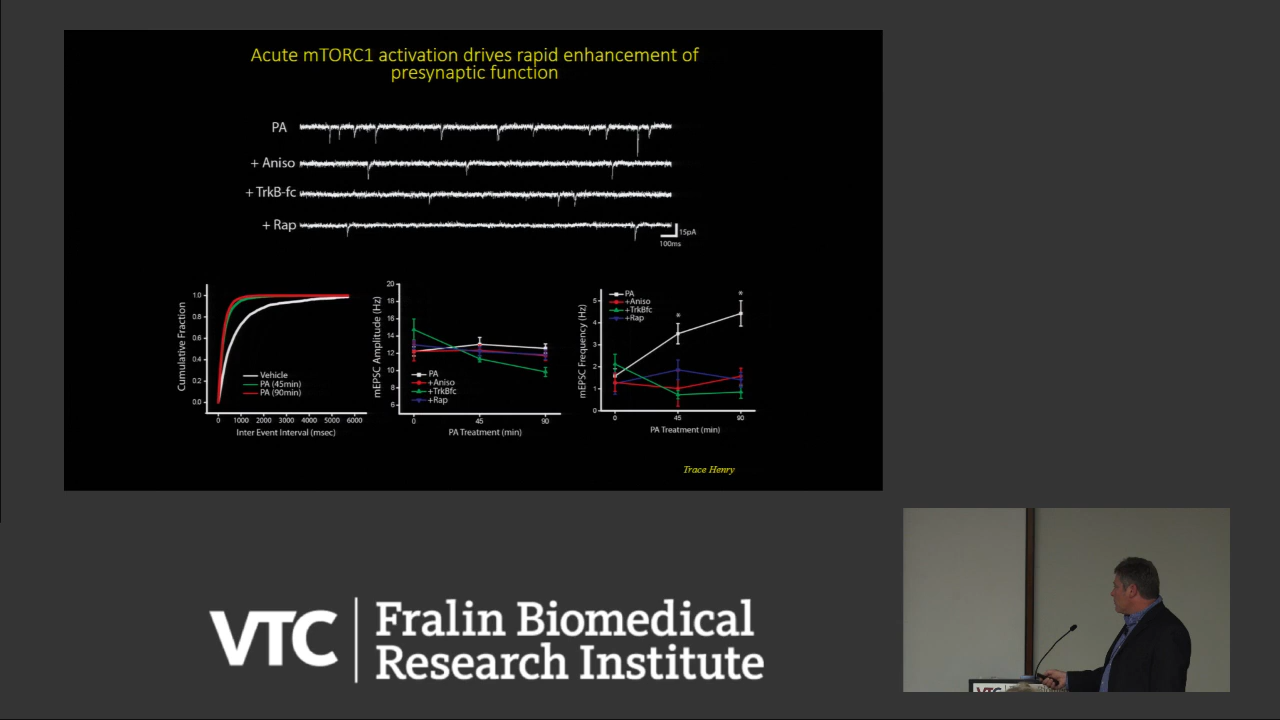 Acute mTORC1 activation drives rapid enhancement of
presynaptic function
PA
+ Aniso
+ TrkB-fc
+ Rap
15pA
100ms
Cumulative Fraction
1.0
0.8
0.6
0.4
0.2
0.0
Vehicle
PA (45min)
PA (90min)
0 1000 2000 3000 4000 5000 6000
Inter Event Interval (msec)
mEPSC Amplitude (Hz)
20
18
16
14
12
10
8
6
PA
+Aniso
+TrkBfc
+Rap
0 45 90
PA Treatment (min)
mEPSC Frequency (Hz)
5
4
3
2
1
0
PA
+Aniso
+TrkBfc
+Rap
*
*
0 45 90
PA Treatment (min)
Trace Henry
VTC
Fralin Biomedical
Research Institute
VTC